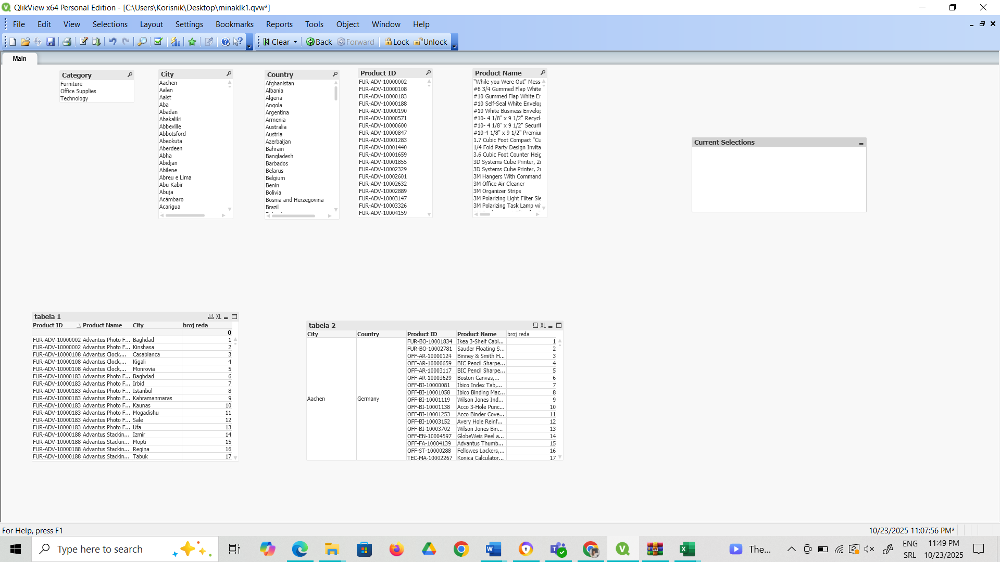 QlikView x64 Personal Edition - [C:\Users\Korisnik\Desktop\minaklk1.qvw*]
File Edit View Selections Layout Settings Bookmarks Reports Tools Object Window Help
Clear Back Forward Lock Unlock
Main
Category
Furniture
Office Supplies
Technology
City
Aachen
Aalen
Aalst
Aba
Abadan
Abakaliki
Abbeville
Abbotsford
Abeokuta
Aberdeen
Abha
Abidjan
Abilene
Abreu e Lima
Abu Kabir
Abuja
Acámbaro
Acarigua
Country
Afghanistan
Albania
Algeria
Angola
Argentina
Armenia
Australia
Austria
Azerbaijan
Bahrain
Bangladesh
Barbados
Belarus
Belgium
Benin
Bolivia
Bosnia and Herzegovina
Brazil
Product ID
FUR-ADV-10000002
FUR-ADV-10000108
FUR-ADV-10000183
FUR-ADV-10000188
FUR-ADV-10000190
FUR-ADV-10000571
FUR-ADV-10000600
FUR-ADV-10000847
FUR-ADV-10001283
FUR-ADV-10001440
FUR-ADV-10001659
FUR-ADV-10001855
FUR-ADV-10002329
FUR-ADV-10002601
FUR-ADV-10002632
FUR-ADV-10002889
FUR-ADV-10003147
FUR-ADV-10003326
FUR-ADV-10004159
Product Name
"While you Were Out" Mess
#6 3/4 Gummed Flap White
#10 Gummed Flap White Er
#10 Self-Seal White Envelop
#10 White Business Envelop
#10- 4 1/8" x 9 1/2" Recycl
#10- 4 1/8" x 9 1/2" Securit
#10-4 1/8" x 9 1/2" Premiur
1.7 Cubic Foot Compact "Cu
1/4 Fold Party Design Invita
3.6 Cubic Foot Counter Heig
3D Systems Cube Printer, 2
3D Systems Cube Printer, 2
3M Hangers With Command
3M Office Air Cleaner
3M Organizer Strips
3M Polarizing Light Filter Sle
3M Polarizing Task Lamp wi
Current Selections
tabela 1 XL
Product ID Product Name City broj reda
0
FUR-ADV-10000002 Advantus Photo F... Baghdad 1
FUR-ADV-10000002 Advantus Photo F... Kinshasa 2
FUR-ADV-10000108 Advantus Clock,... Casablanca 3
FUR-ADV-10000108 Advantus Clock,... Kigali 4
FUR-ADV-10000108 Advantus Clock,... Monrovia 5
FUR-ADV-10000183 Advantus Photo F... Baghdad 6
FUR-ADV-10000183 Advantus Photo F... Irbid 7
FUR-ADV-10000183 Advantus Photo F... Istanbul 8
FUR-ADV-10000183 Advantus Photo F... Kahramanmaras 9
FUR-ADV-10000183 Advantus Photo F... Kaunas 10
FUR-ADV-10000183 Advantus Photo F... Mogadishu 11
FUR-ADV-10000183 Advantus Photo F... Sale 12
FUR-ADV-10000183 Advantus Photo F... Ufa 13
FUR-ADV-10000188 Advantus Stackin... Izmir 14
FUR-ADV-10000188 Advantus Stackin... Mopti 15
FUR-ADV-10000188 Advantus Stackin... Regina 16
FUR-ADV-10000188 Advantus Stackin... Tabuk 17
tabela 2 XL
City Country Product ID Product Name broj reda
FUR-BO-10001834 Ikea 3-Shelf Cabi... 1
FUR-BO-10002781 Sauder Floating S... 2
OFF-AR-10000124 Binney & Smith H... 3
OFF-AR-10000659 BIC Pencil Sharpe... 4
OFF-AR-10003117 BIC Pencil Sharpe... 5
OFF-AR-10003629 Boston Canvas,... 6
OFF-BI-10000081 Ibico Index Tab,... 7
OFF-BI-10001058 Ibico Binding Mac... 8
Aachen Germany OFF-BI-10001119 Wilson Jones Ind... 9
OFF-BI-10001138 Acco 3-Hole Punc... 10
OFF-BI-10001253 Acco Binder Cove... 11
OFF-BI-10003152 Avery Hole Reinf... 12
OFF-BI-10003702 Wilson Jones Bin... 13
OFF-EN-10004597 GlobeWeis Peel a... 14
OFF-FA-10004139 Advantus Thumb... 15
OFF-ST-10000288 Fellowes Lockers,... 16
TEC-MA-10002267 Konica Calculator... 17
For Help, press F1
10/23/2025 11:07:56 PM*
Type here to search
The...
ENG
SRL
11:49 PM
10/23/2025